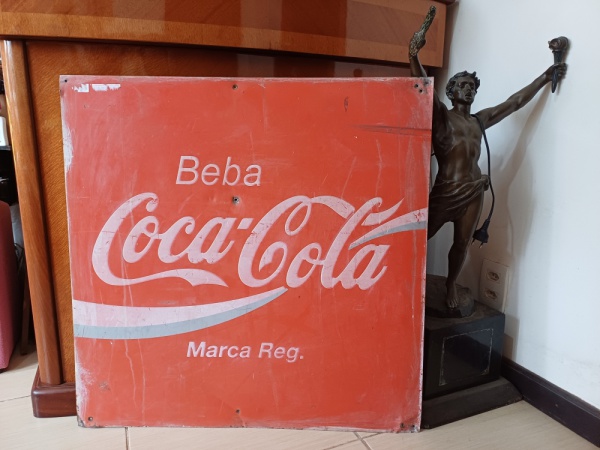 Beba
Coca-Cola
Marca Reg.